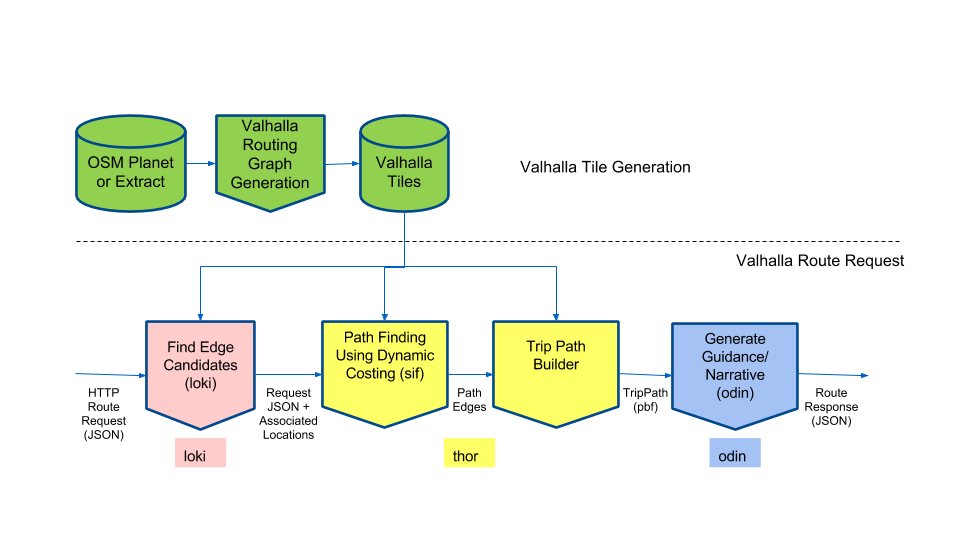 OSM Planet
or Extract
Valhalla
Routing
Graph
Generation
Valhalla
Tiles
Valhalla Tile Generation
Valhalla Route Request
HTTP
Route
Request
(JSON)
Find Edge
Candidates
(loki)
Request
JSON +
Associated
Locations
Path Finding
Using Dynamic
Costing (sif)
Path
Edges
Trip Path
Builder
TripPath
(pbf)
Generate
Guidance/
Narrative
(odin)
Route
Response
(JSON)
loki
thor
odin